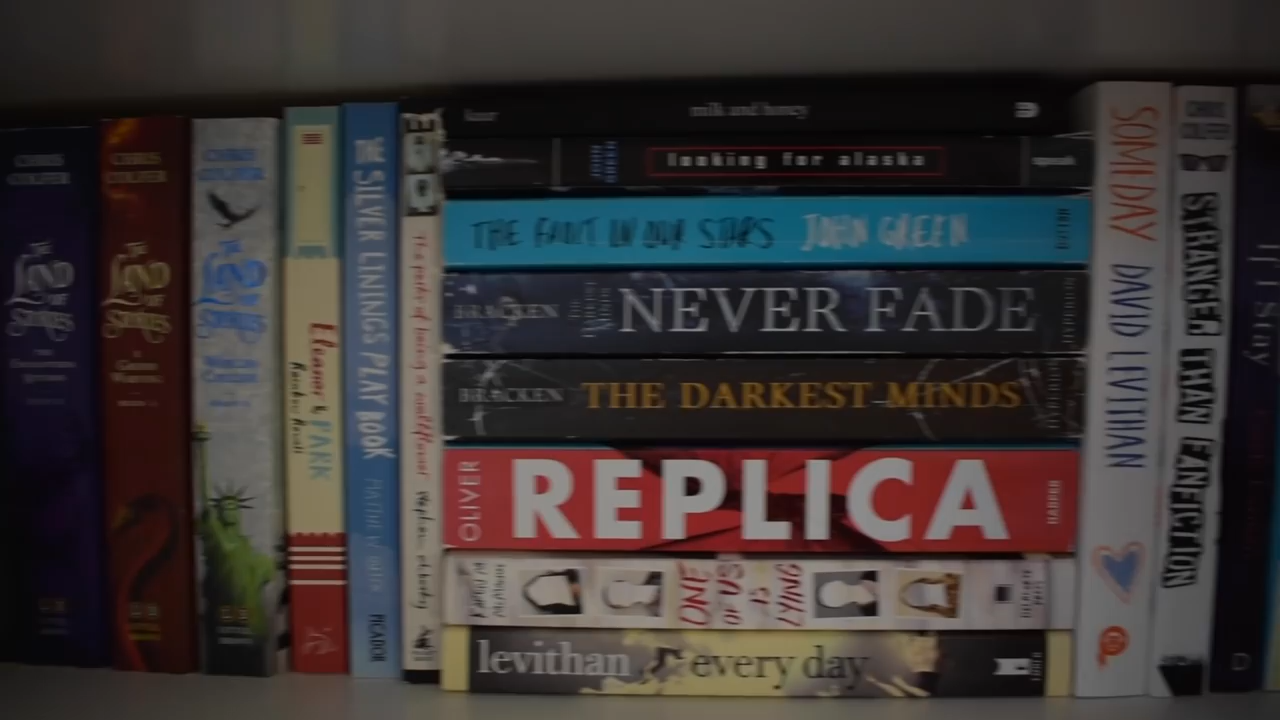 CHRIS
COLFER
THE
LAND
OF
Stories
CHRIS
COLFER
THE
LAND
OF
Stories
CHRIS
COLFER
THE
LAND
OF
Stories
Eleanor & PARK
Rainbow Rowell
THE SILVER LININGS PLAY BOOK
PICADOR
the perks of being a wallflower
kaur milk and honey
looking for alaska speak
THE FAULT IN OUR STARS JOHN GREEN
BRACKEN NEVER FADE
BRACKEN THE DARKEST MINDS
OLIVER REPLICA HARPER
ONE
OF US
IS
LYING
levithan every day
SOMEDAY DAVID LEVITHAN
CHRIS
COLFER
STRANGER THAN FANFICTION
If I Stay